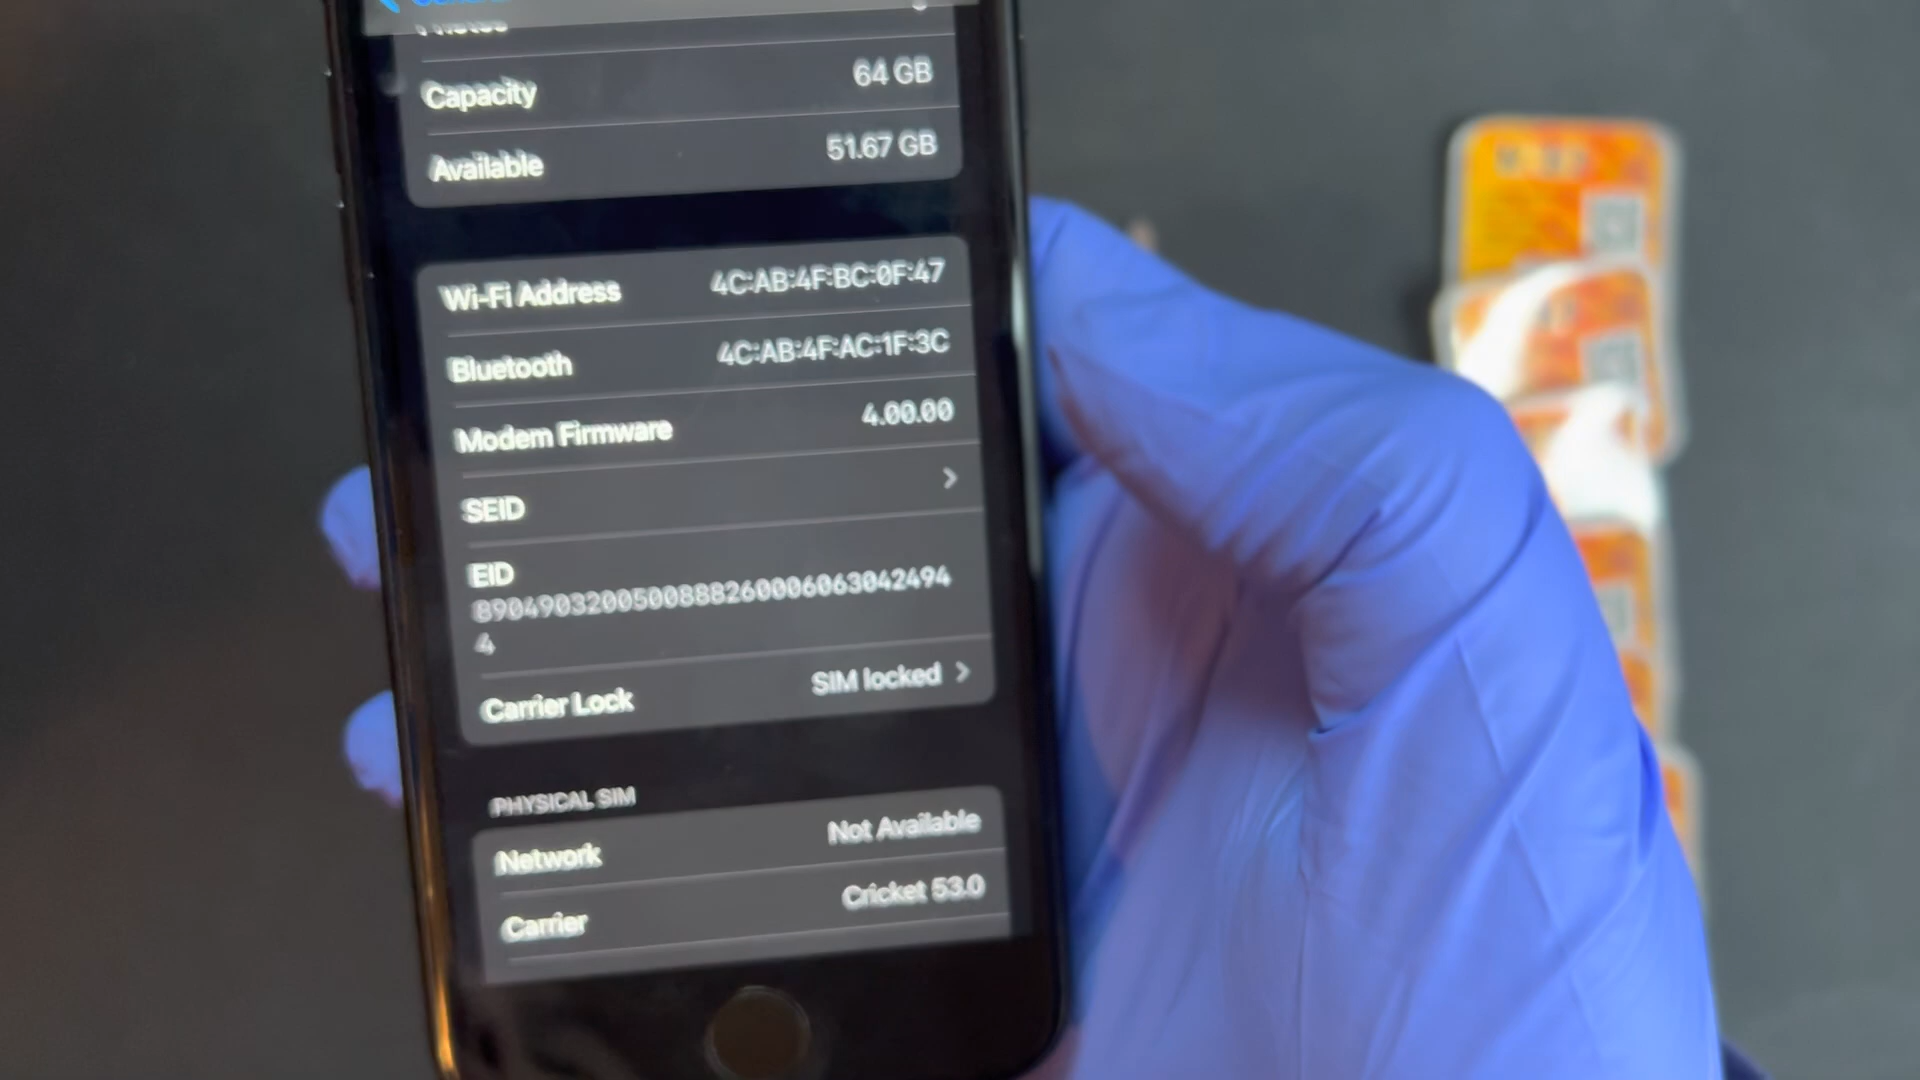 Capacity 64 GB
Available 51.67 GB
Wi-Fi Address 4C:AB:4F:BC:0F:47
Bluetooth 4C:AB:4F:AC:1F:3C
Modem Firmware 4.00.00
SEID
EID
8904903200500888260006063042494
4
Carrier Lock SIM locked
PHYSICAL SIM
Network Not Available
Carrier Cricket 53.0